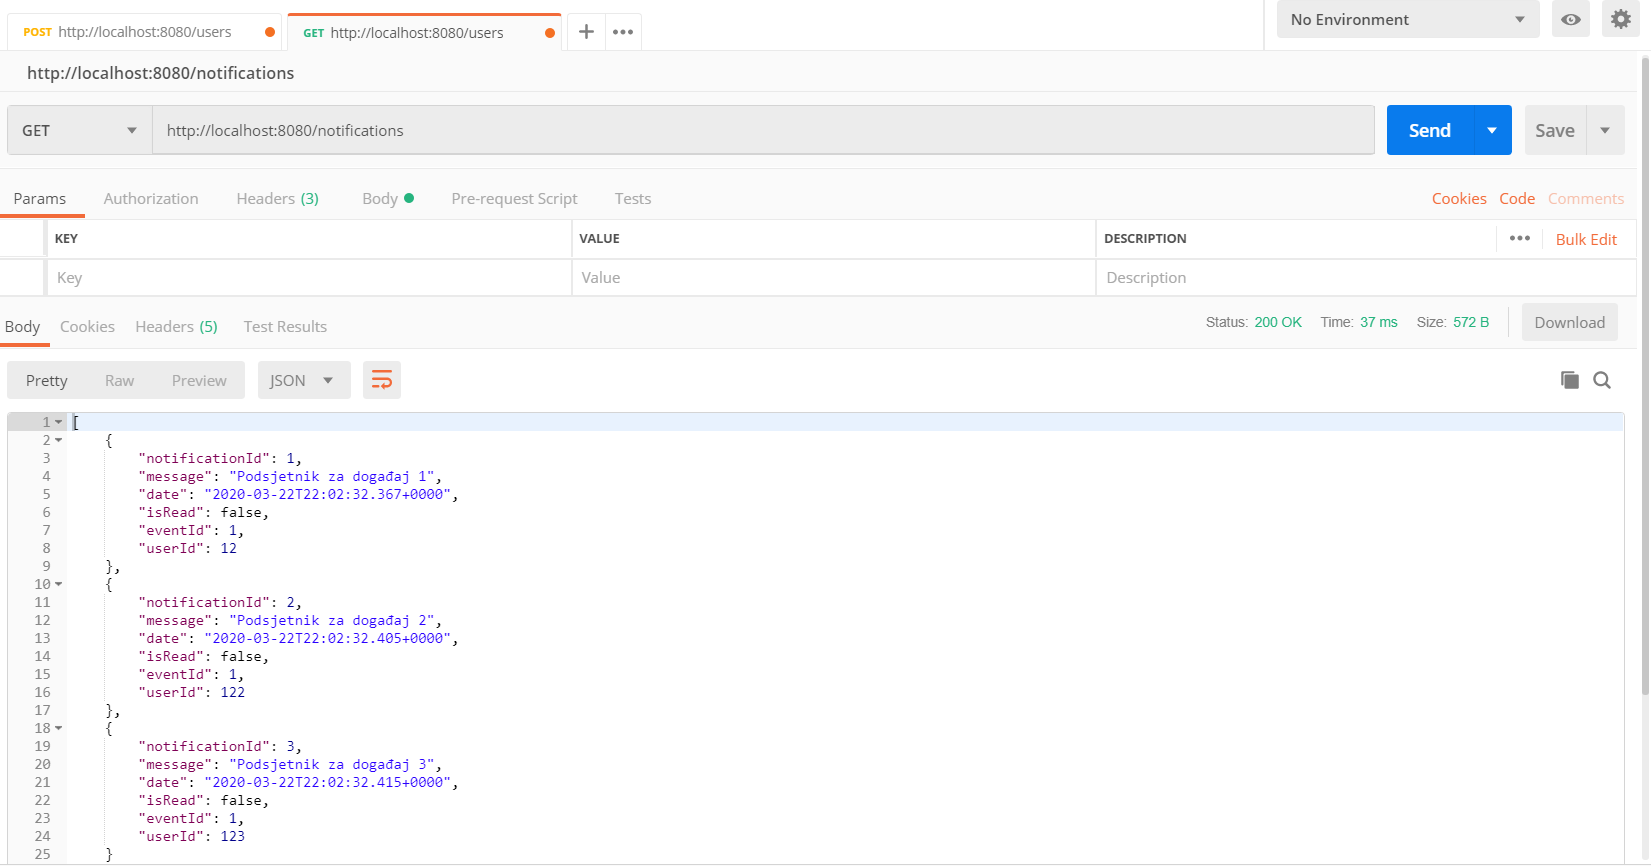 POST http://localhost:8080/users GET http://localhost:8080/users No Environment
http://localhost:8080/notifications
GET http://localhost:8080/notifications Send Save
Params Authorization Headers (3) Body Pre-request Script Tests Cookies Code Comments
KEY VALUE DESCRIPTION Bulk Edit
Key Value Description
Body Cookies Headers (5) Test Results Status: 200 OK Time: 37 ms Size: 572 B Download
Pretty Raw Preview JSON
1 [
2 {
3 "notificationId": 1,
4 "message": "Podsjetnik za događaj 1",
5 "date": "2020-03-22T22:02:32.367+0000",
6 "isRead": false,
7 "eventId": 1,
8 "userId": 12
9 },
10 {
11 "notificationId": 2,
12 "message": "Podsjetnik za događaj 2",
13 "date": "2020-03-22T22:02:32.405+0000",
14 "isRead": false,
15 "eventId": 1,
16 "userId": 122
17 },
18 {
19 "notificationId": 3,
20 "message": "Podsjetnik za događaj 3",
21 "date": "2020-03-22T22:02:32.415+0000",
22 "isRead": false,
23 "eventId": 1,
24 "userId": 123
25 }